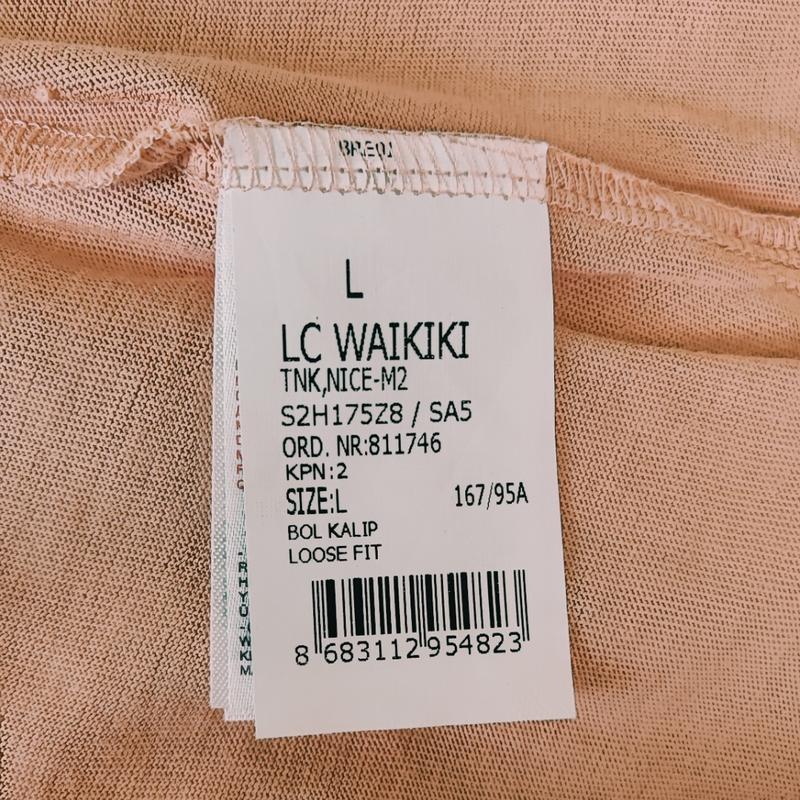 L
LC WAIKIKI
TNK,NICE-M2
S2H175Z8 / SA5
ORD. NR:811746
KPN:2
SIZE:L 167/95A
BOL KALIP
LOOSE FIT
8 683112 954823